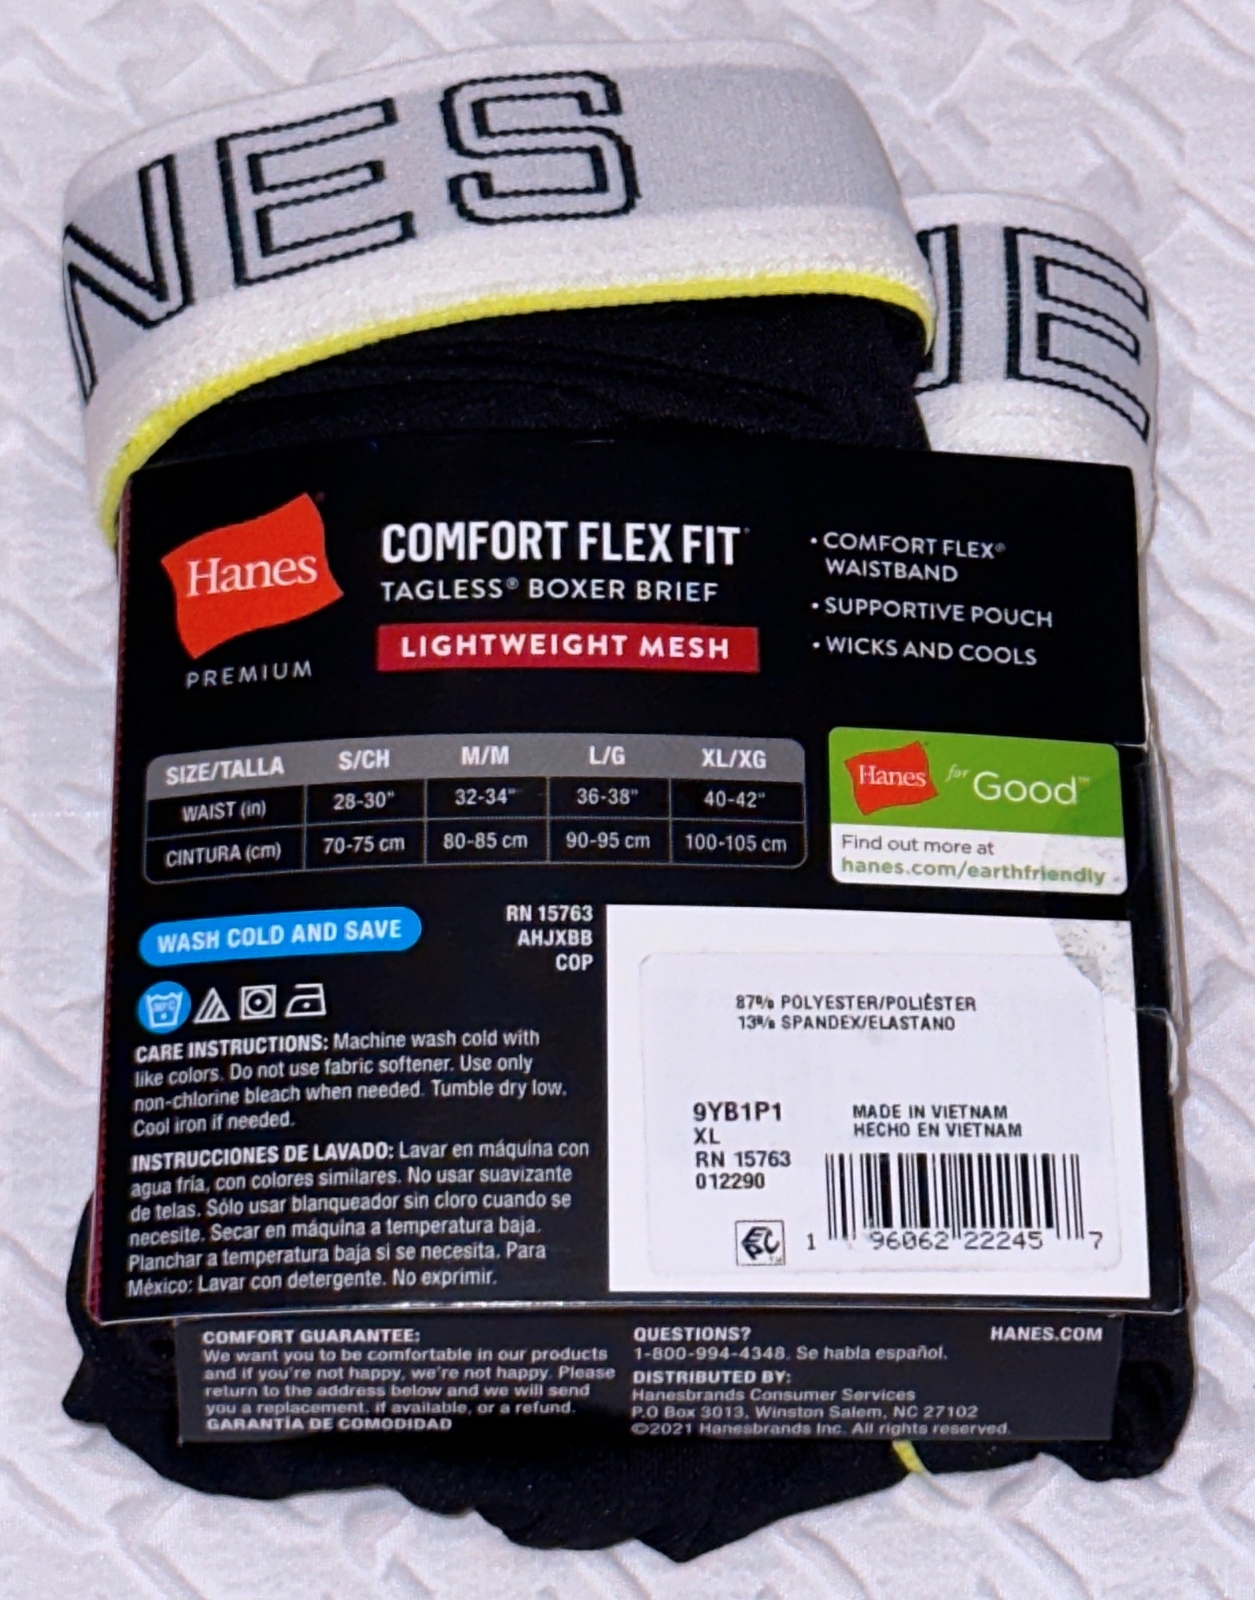 NES
NE
Hanes
PREMIUM
COMFORT FLEX FIT
TAGLESS® BOXER BRIEF
LIGHTWEIGHT MESH
• COMFORT FLEX®
WAISTBAND
• SUPPORTIVE POUCH
• WICKS AND COOLS
SIZE/TALLA S/CH M/M L/G XL/XG
WAIST (in) 28-30" 32-34" 36-38" 40-42"
CINTURA (cm) 70-75 cm 80-85 cm 90-95 cm 100-105 cm
Hanes for Good™
Find out more at
hanes.com/earthfriendly
WASH COLD AND SAVE
RN 15763
AHJXBB
COP
30°C
CARE INSTRUCTIONS: Machine wash cold with
like colors. Do not use fabric softener. Use only
non-chlorine bleach when needed. Tumble dry low.
Cool iron if needed.
INSTRUCCIONES DE LAVADO: Lavar en máquina con
agua fría, con colores similares. No usar suavizante
de telas. Sólo usar blanqueador sin cloro cuando se
necesite. Secar en máquina a temperatura baja.
Planchar a temperatura baja si se necesita. Para
México: Lavar con detergente. No exprimir.
87% POLYESTER/POLIÉSTER
13% SPANDEX/ELASTANO
9YB1P1
XL
RN 15763
012290
MADE IN VIETNAM
HECHO EN VIETNAM
1 96062 22245 7
COMFORT GUARANTEE:
We want you to be comfortable in our products
and if you're not happy, we're not happy. Please
return to the address below and we will send
you a replacement, if available, or a refund.
GARANTÍA DE COMODIDAD
QUESTIONS?
1-800-994-4348. Se habla español.
DISTRIBUTED BY:
Hanesbrands Consumer Services
P.O Box 3013, Winston Salem, NC 27102
©2021 Hanesbrands Inc. All rights reserved.
HANES.COM